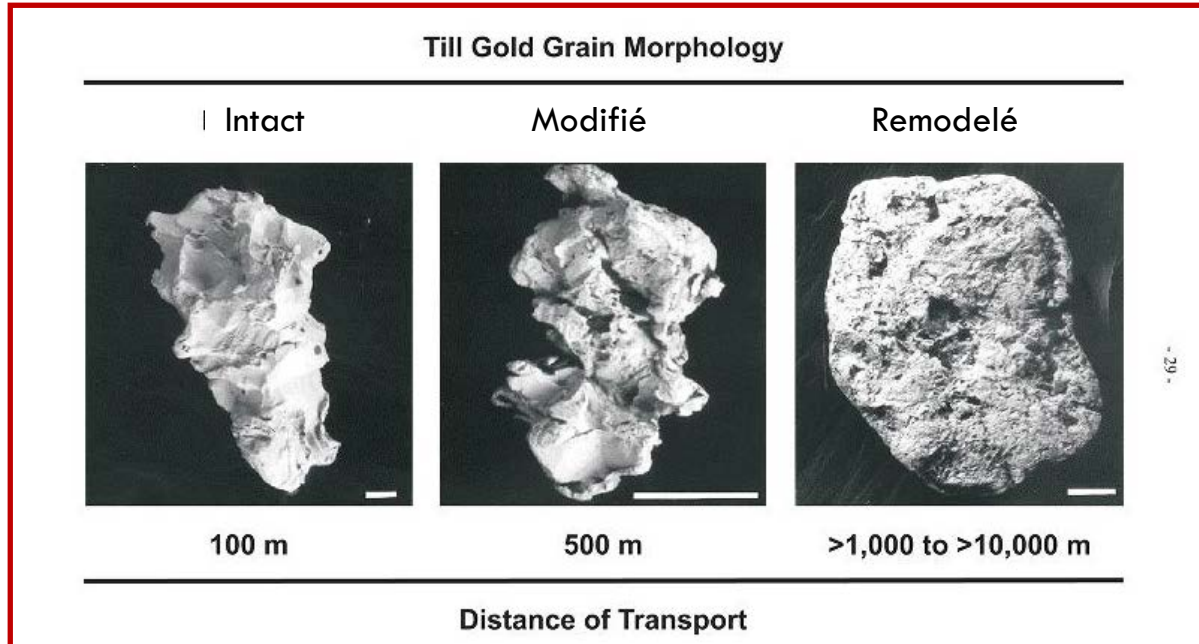 Till Gold Grain Morphology
Intact Modifié Remodelé
100 m 500 m >1,000 to >10,000 m
Distance of Transport
- 29 -